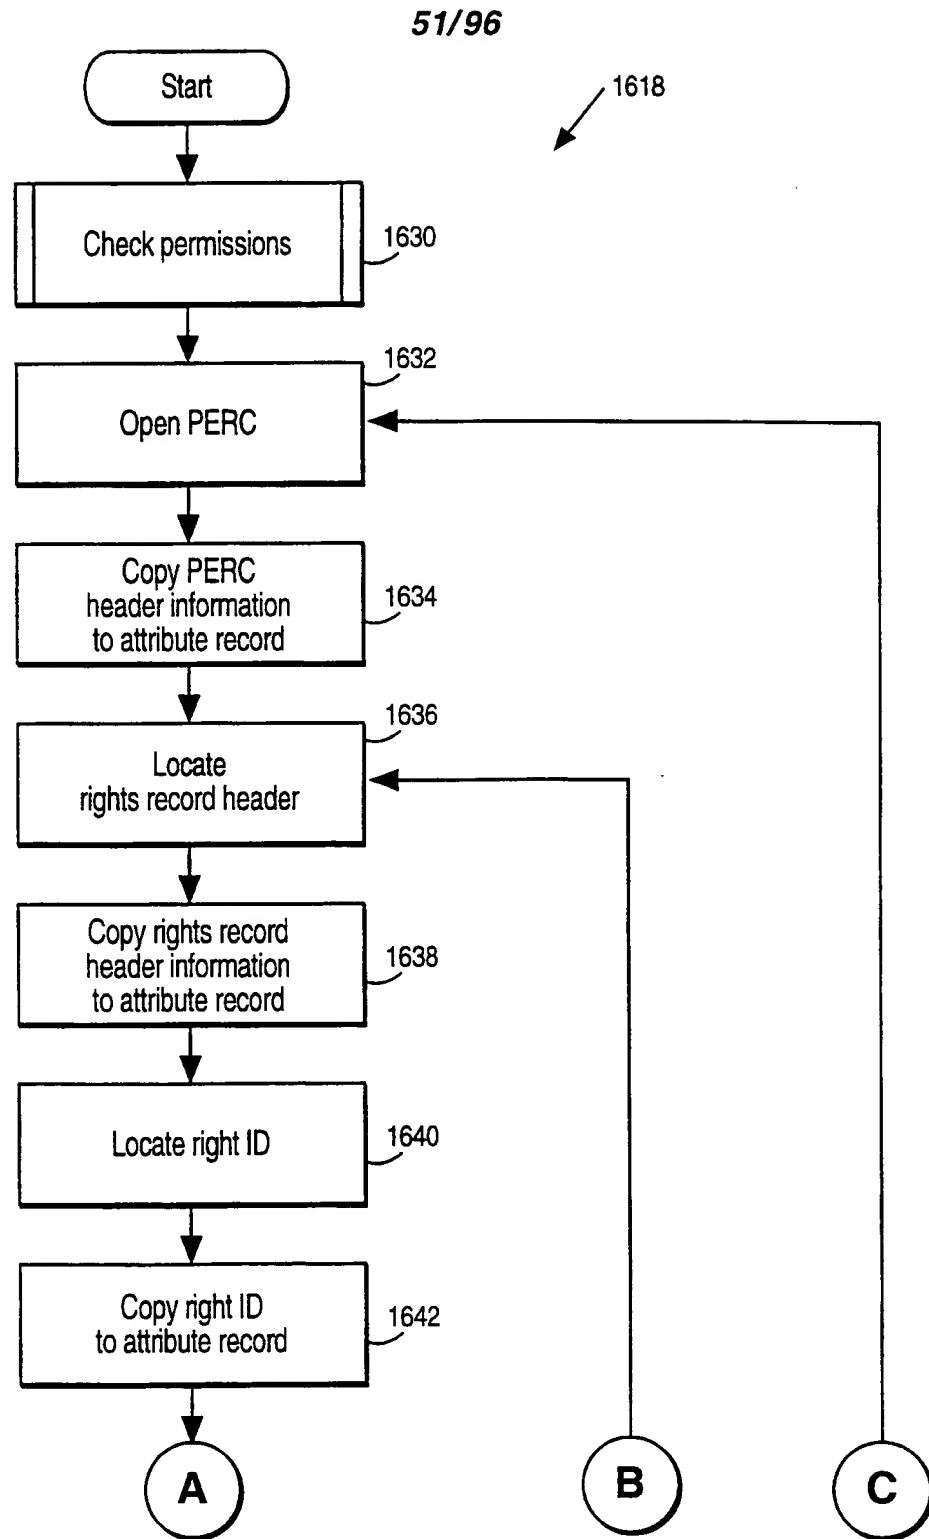 51/96
Start
1618
Check permissions
1630
1632
Open PERC
Copy PERC
header information
to attribute record
1634
1636
Locate
rights record header
Copy rights record
header information
to attribute record
1638
Locate right ID
1640
Copy right ID
to attribute record
1642
A
B
C